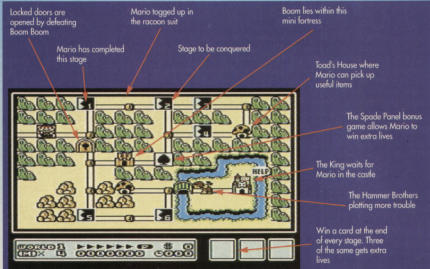 Locked doors are
opened by defeating
Boom Boom
Mario togged up in
the racoon suit
Boom lies within this
mini fortress
Mario has completed
this stage
Stage to be conquered
Toad's House where
Mario can pick up
useful items
The Spade Panel bonus
game allows Mario to
win extra lives
The King waits for
Mario in the castle
The Hammer Brothers
plotting more trouble
Win a card at the
end of every stage. Three
of the same gets extra
lives
HELP
4
5
6
WORLD 1
P $ 0
4 0000000